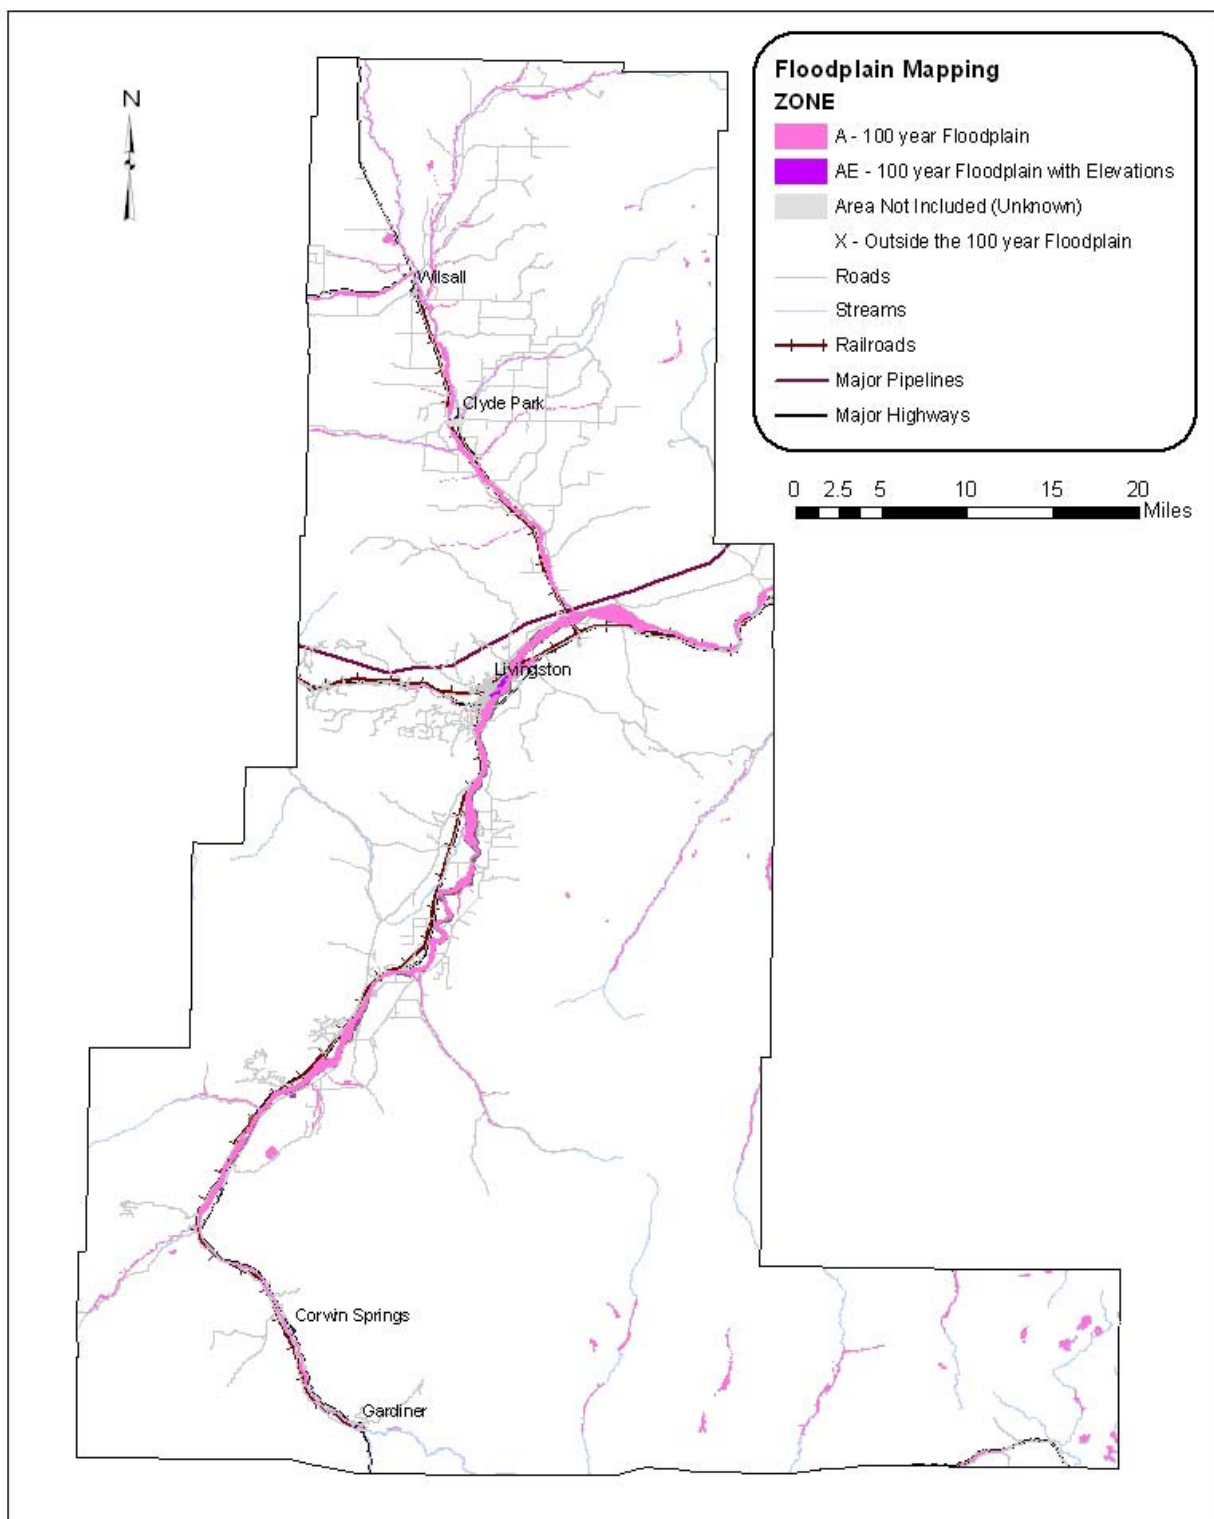 Floodplain Mapping
ZONE
N
A - 100 year Floodplain
AE - 100 year Floodplain with Elevations
Area Not Included (Unknown)
X - Outside the 100 year Floodplain
Roads
Streams
Railroads
Major Pipelines
Major Highways
Wilsall
Clyde Park
0 2.5 5 10 15 20
Miles
Livingston
Corwin Springs
Gardiner